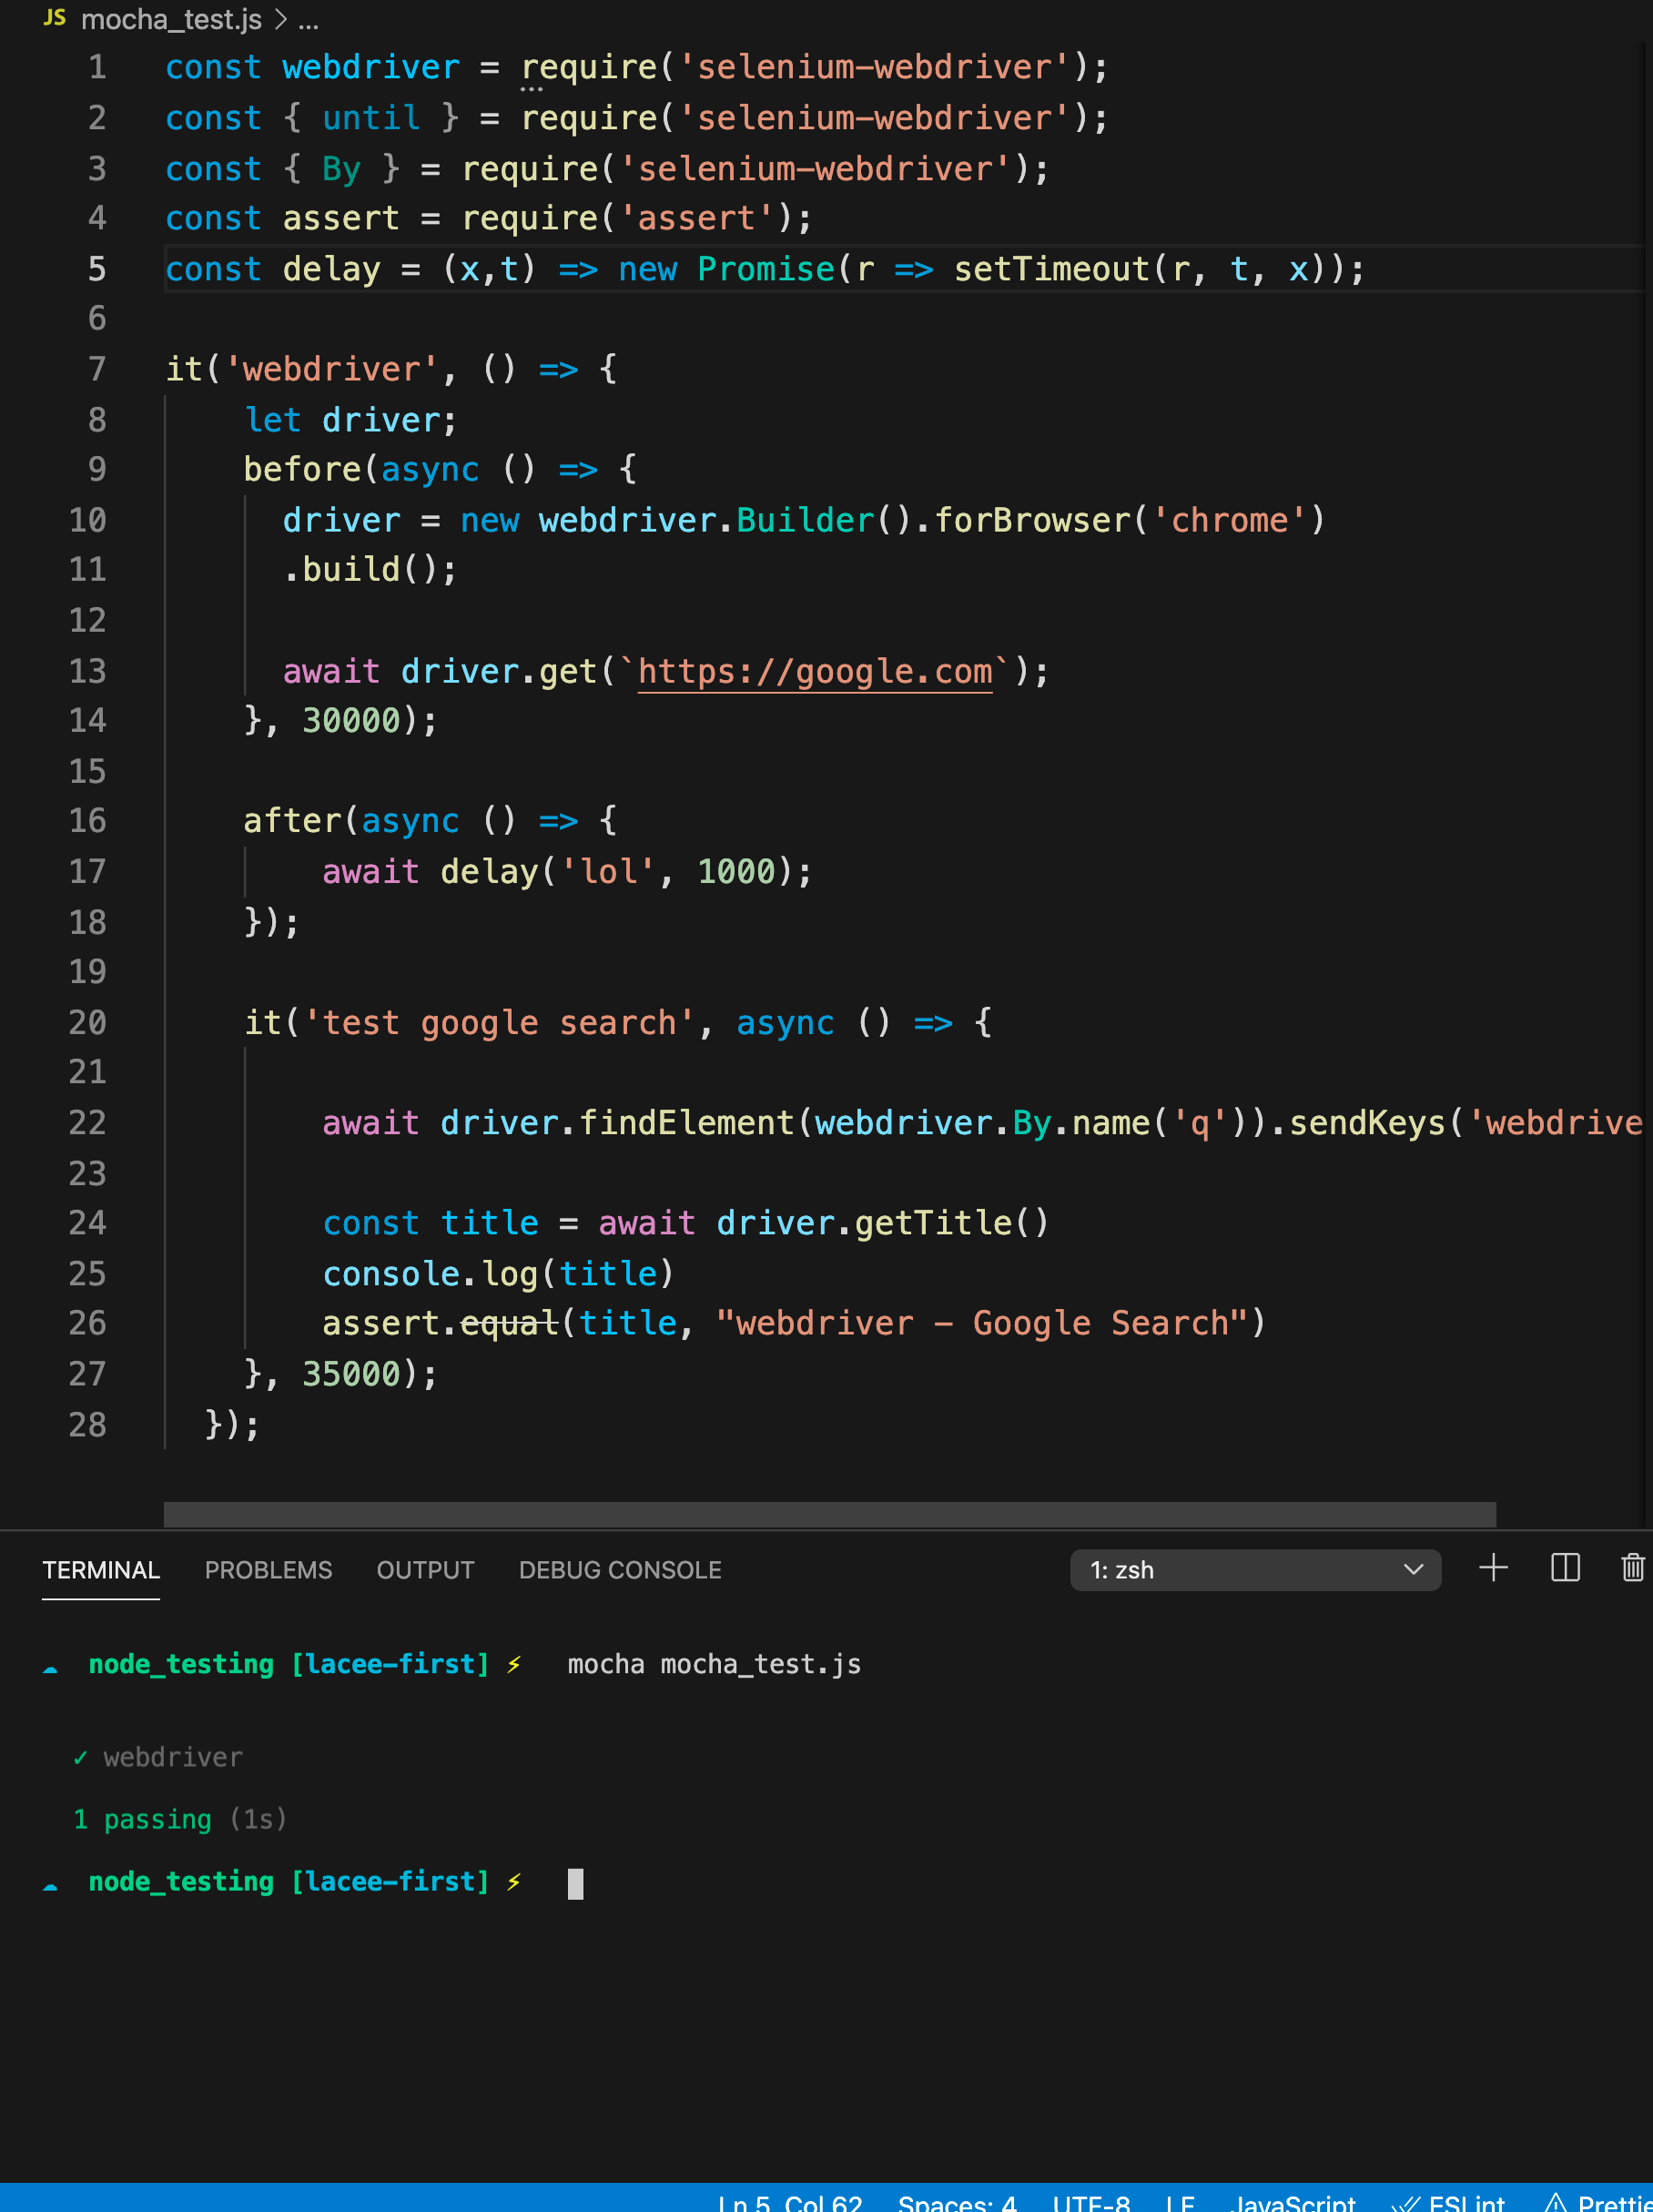 JS mocha_test.js > ...
1 const webdriver = require('selenium-webdriver');
2 const { until } = require('selenium-webdriver');
3 const { By } = require('selenium-webdriver');
4 const assert = require('assert');
5 const delay = (x,t) => new Promise(r => setTimeout(r, t, x));
6
7 it('webdriver', () => {
8 let driver;
9 before(async () => {
10 driver = new webdriver.Builder().forBrowser('chrome')
11 .build();
12
13 await driver.get(`https://google.com`);
14 }, 30000);
15
16 after(async () => {
17 await delay('lol', 1000);
18 });
19
20 it('test google search', async () => {
21
22 await driver.findElement(webdriver.By.name('q')).sendKeys('webdrive
23
24 const title = await driver.getTitle()
25 console.log(title)
26 assert.equal(title, "webdriver - Google Search")
27 }, 35000);
28 });
TERMINAL PROBLEMS OUTPUT DEBUG CONSOLE 1: zsh
node_testing [lacee-first] ⚡ mocha mocha_test.js
✓ webdriver
1 passing (1s)
node_testing [lacee-first] ⚡
Ln 5, Col 62 Spaces: 4 UTF-8 LF JavaScript ESLint Prettie